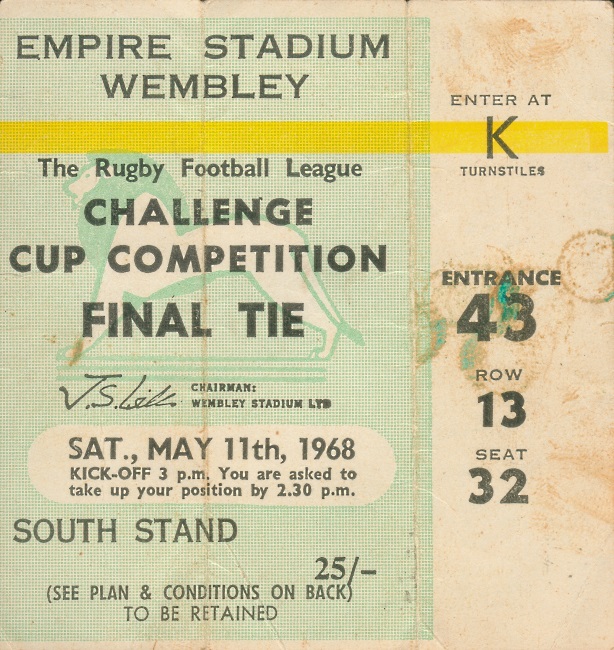 EMPIRE STADIUM
WEMBLEY
The Rugby Football League
CHALLENGE
CUP COMPETITION
FINAL TIE
CHAIRMAN:
WEMBLEY STADIUM LTD
SAT., MAY 11th, 1968
KICK-OFF 3 p.m. You are asked to
take up your position by 2.30 p.m.
SOUTH STAND
25/-
(SEE PLAN & CONDITIONS ON BACK)
TO BE RETAINED
ENTER AT
K
TURNSTILES
ENTRANCE
43
ROW
13
SEAT
32